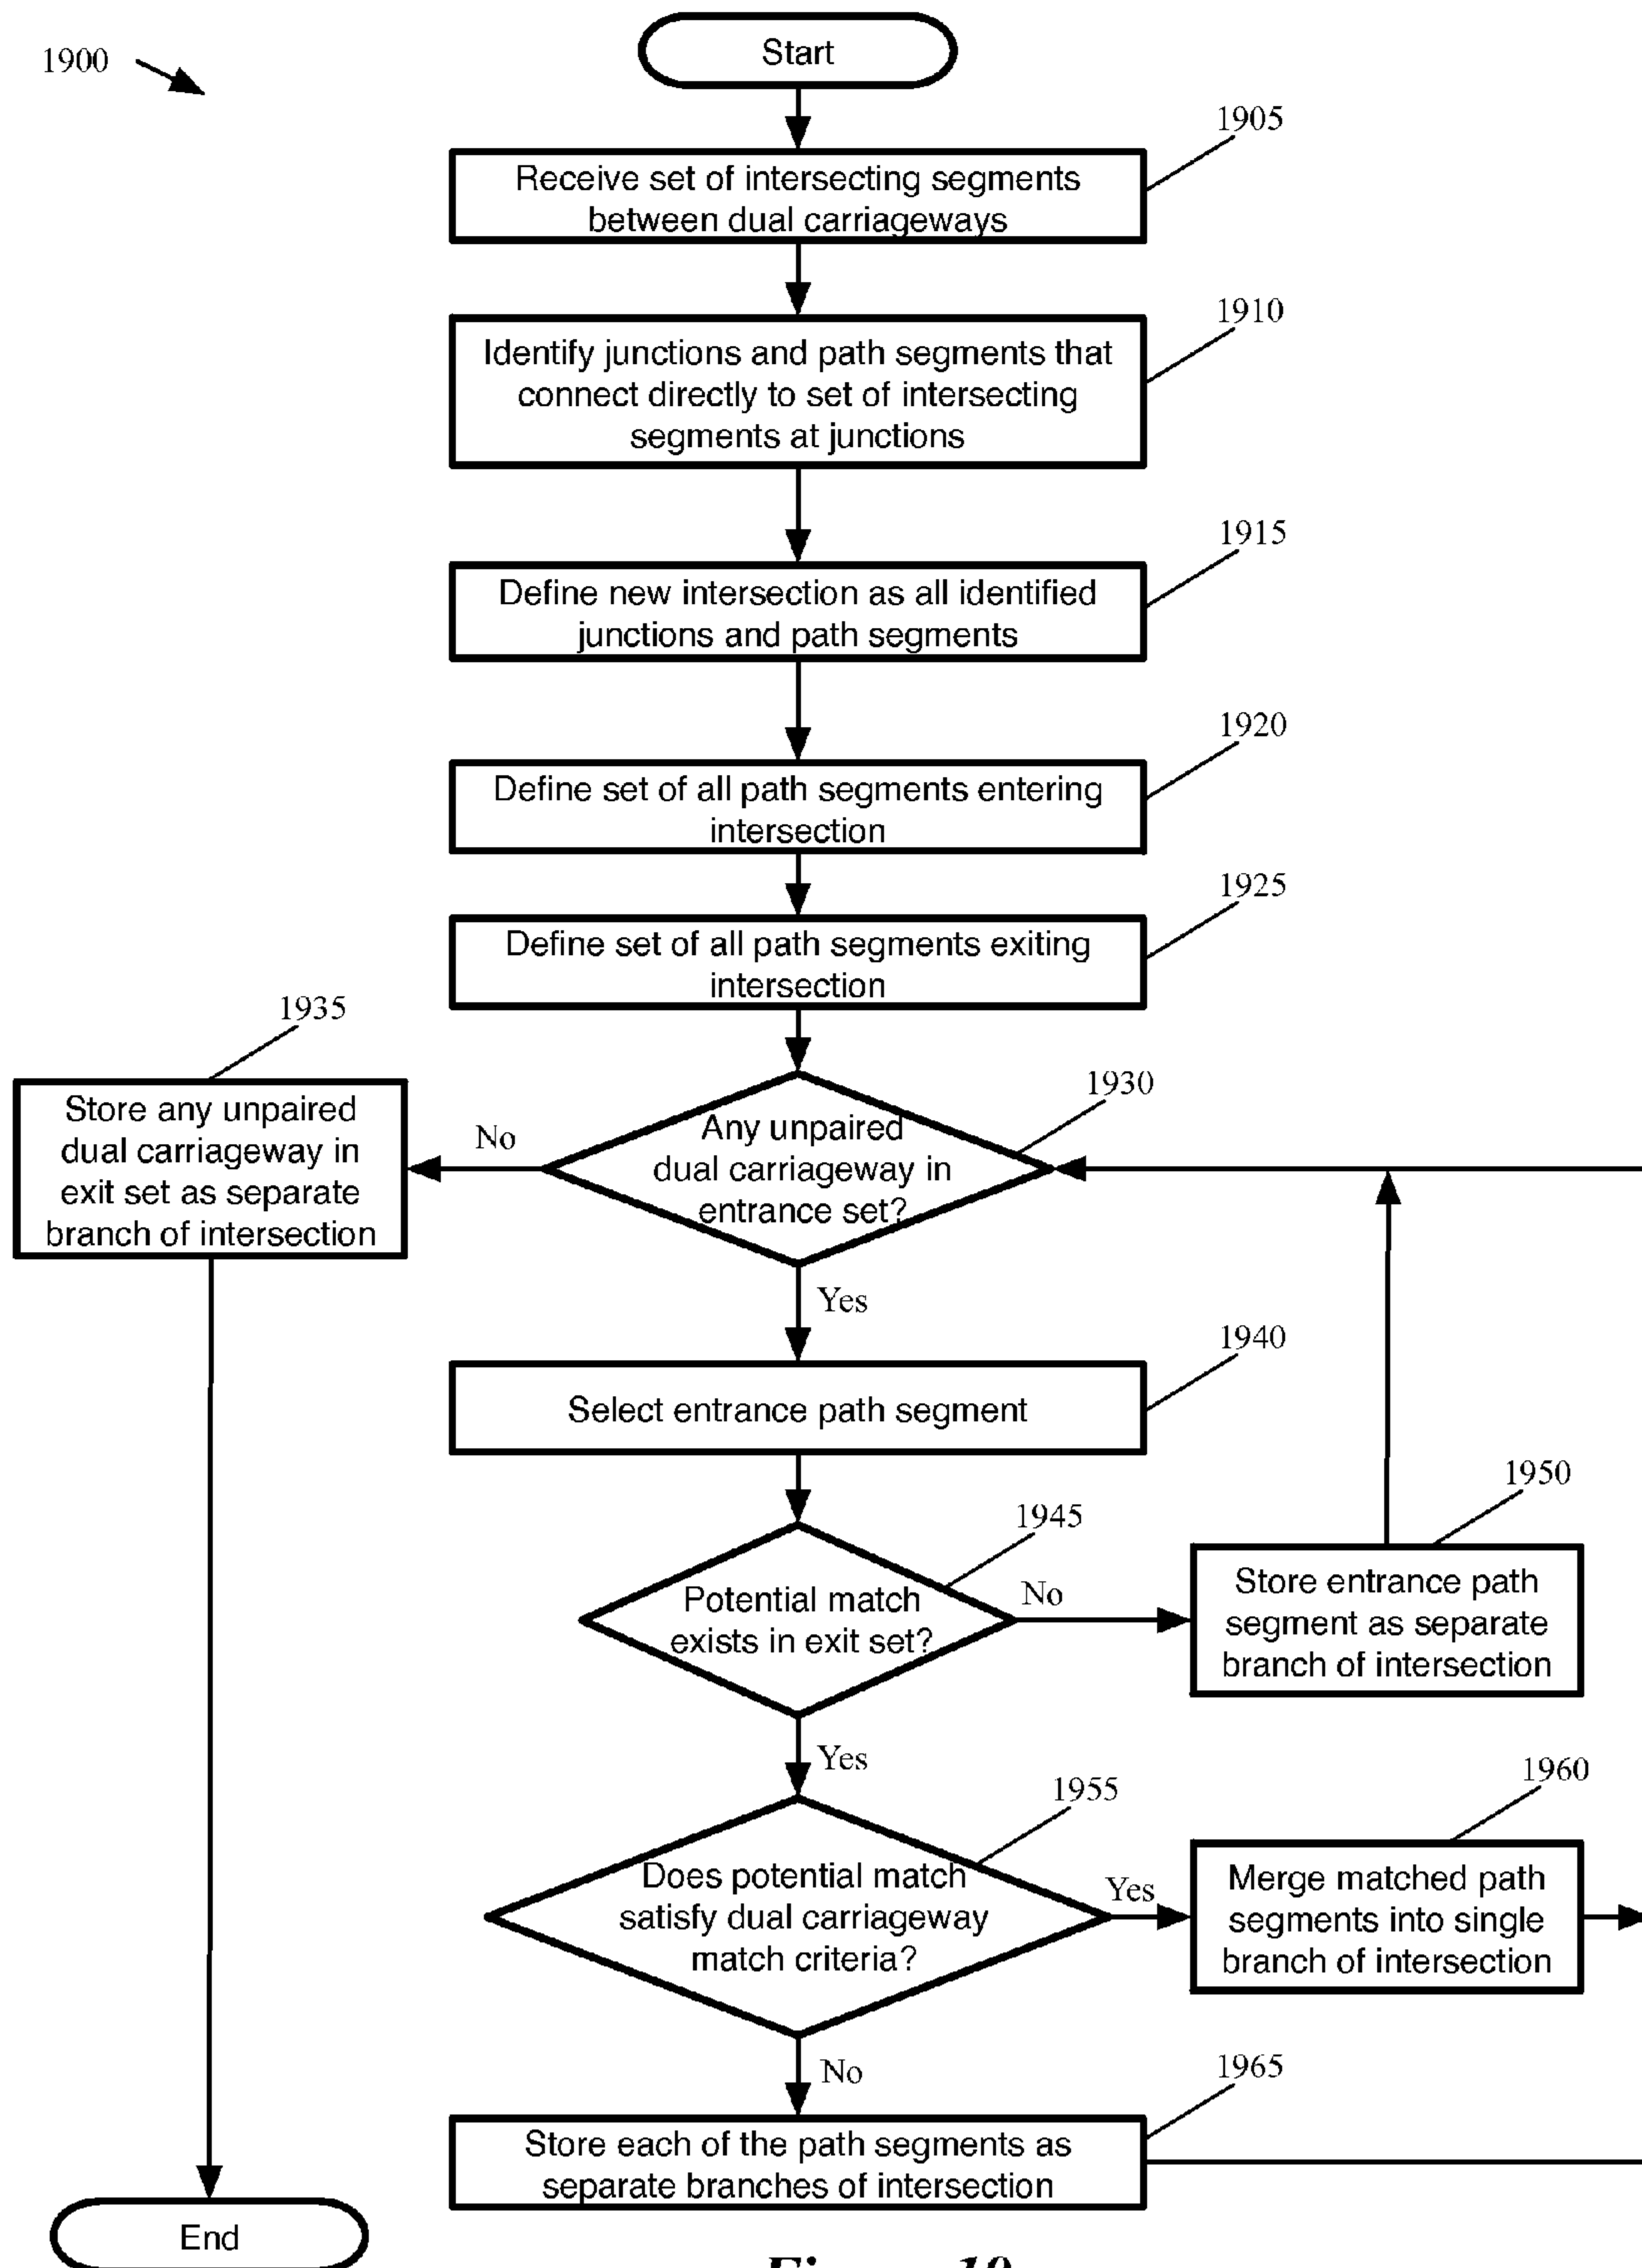 1900
Start
1905
Receive set of intersecting segments
between dual carriageways
1910
Identify junctions and path segments that
connect directly to set of intersecting
segments at junctions
1915
Define new intersection as all identified
junctions and path segments
1920
Define set of all path segments entering
intersection
1925
Define set of all path segments exiting
intersection
1935
Store any unpaired
dual carriageway in
exit set as separate
branch of intersection
No
1930
Any unpaired
dual carriageway in
entrance set?
Yes
1940
Select entrance path segment
1945
Potential match
exists in exit set?
No
1950
Store entrance path
segment as separate
branch of intersection
Yes
1955
Does potential match
satisfy dual carriageway
match criteria?
Yes
1960
Merge matched path
segments into single
branch of intersection
No
1965
Store each of the path segments as
separate branches of intersection
End